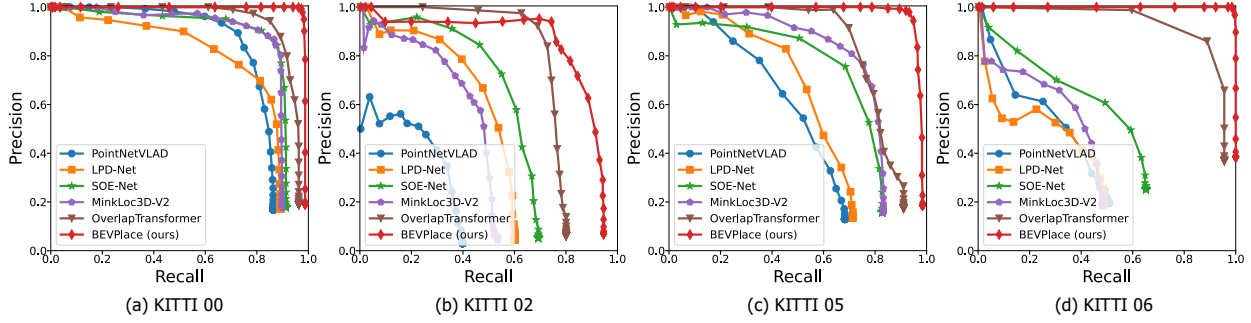 Precision
1.0
0.8
0.6
0.4
0.2
0.0
PointNetVLAD
LPD-Net
SOE-Net
MinkLoc3D-V2
OverlapTransformer
BEVPlace (ours)
0.0 0.2 0.4 0.6 0.8 1.0
Recall
(a) KITTI 00
Precision
1.0
0.8
0.6
0.4
0.2
0.0
PointNetVLAD
LPD-Net
SOE-Net
MinkLoc3D-V2
OverlapTransformer
BEVPlace (ours)
0.0 0.2 0.4 0.6 0.8 1.0
Recall
(b) KITTI 02
Precision
1.0
0.8
0.6
0.4
0.2
0.0
PointNetVLAD
LPD-Net
SOE-Net
MinkLoc3D-V2
OverlapTransformer
BEVPlace (ours)
0.0 0.2 0.4 0.6 0.8 1.0
Recall
(c) KITTI 05
Precision
1.0
0.8
0.6
0.4
0.2
0.0
PointNetVLAD
LPD-Net
SOE-Net
MinkLoc3D-V2
OverlapTransformer
BEVPlace (ours)
0.0 0.2 0.4 0.6 0.8 1.0
Recall
(d) KITTI 06